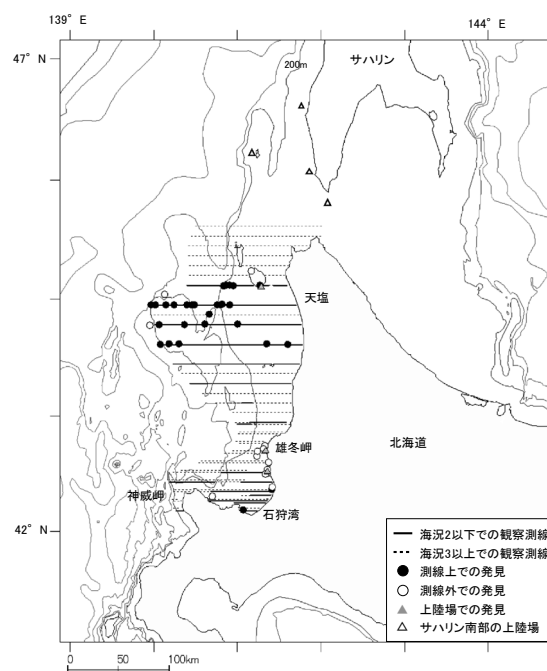 139° E
144° E
47° N
サハリン
200m
天塩
雄冬岬
北海道
神威岬
石狩湾
42° N
海況2以下での観察測線
海況3以上での観察測線
測線上での発見
測線外での発見
上陸場での発見
サハリン南部の上陸場
0 50 100km